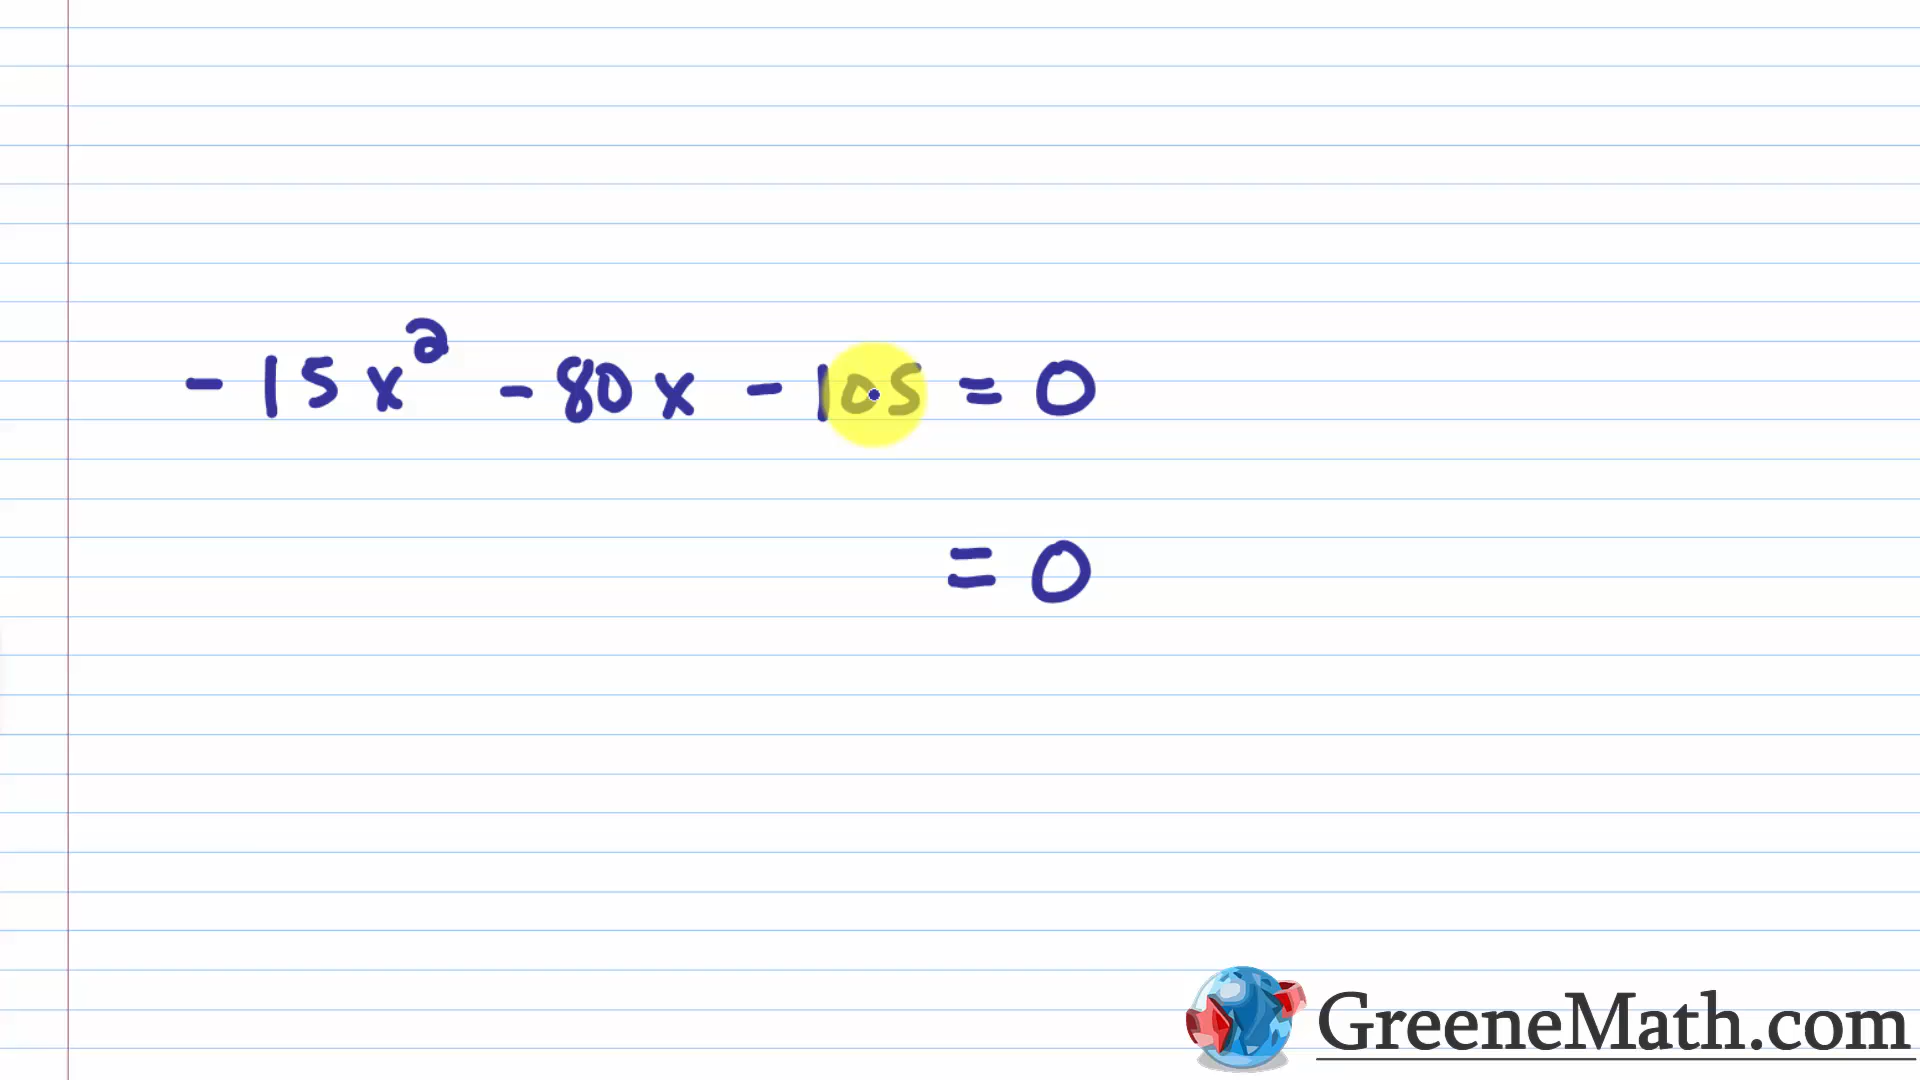 - 15x² - 80x - 105 = 0
= 0
GreeneMath.com